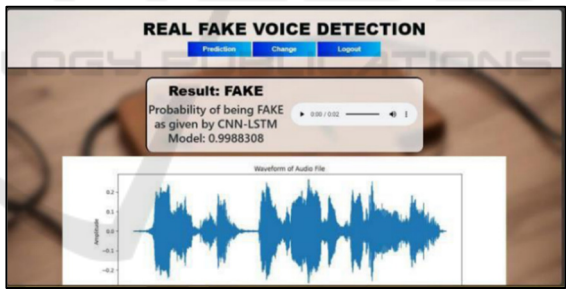 REAL FAKE VOICE DETECTION
Prediction Change Logout
LOGY PUBLICATIONS
Result: FAKE
Probability of being FAKE
as given by CNN-LSTM
Model: 0.9988308
0:00 / 0:02
Waveform of Audio File
Amplitude
0.2
0.1
0.0
-0.1
-0.2